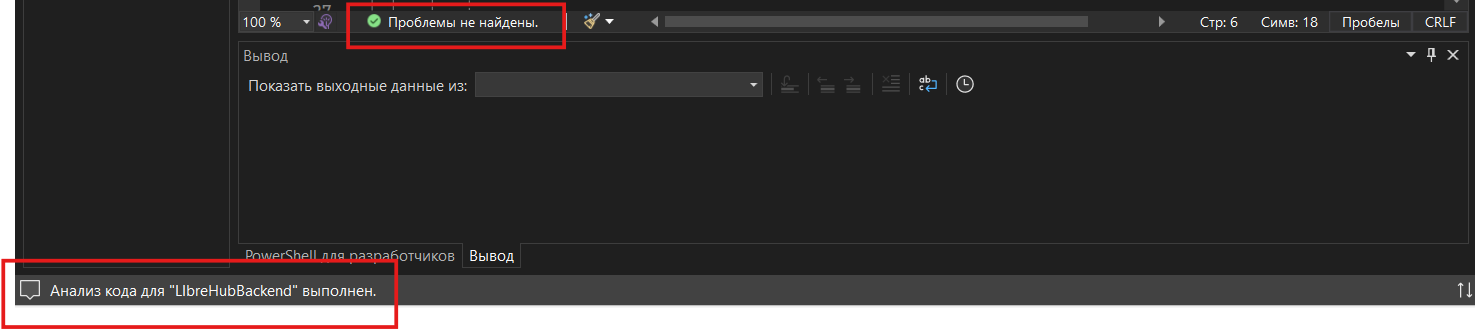 27
100 %
Проблемы не найдены.
Стр: 6 Симв: 18 Пробелы CRLF
Вывод
Показать выходные данные из:
PowerShell для разработчиков Вывод
Анализ кода для "LIbreHubBackend" выполнен.